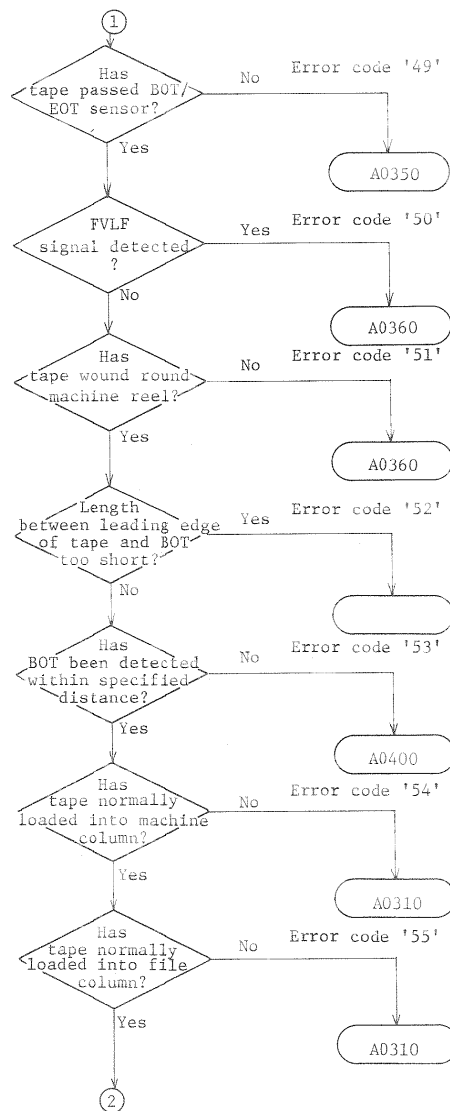 1
Has
tape passed BOT/
EOT sensor?
No
Error code '49'
A0350
Yes
FVLF
signal detected
?
Yes
Error code '50'
A0360
No
Has
tape wound round
machine reel?
No
Error code '51'
A0360
Yes
Length
between leading edge
of tape and BOT
too short?
Yes
Error code '52'
No
Has
BOT been detected
within specified
distance?
No
Error code '53'
A0400
Yes
Has
tape normally
loaded into machine
column?
No
Error code '54'
A0310
Yes
Has
tape normally
loaded into file
column?
No
Error code '55'
A0310
Yes
2